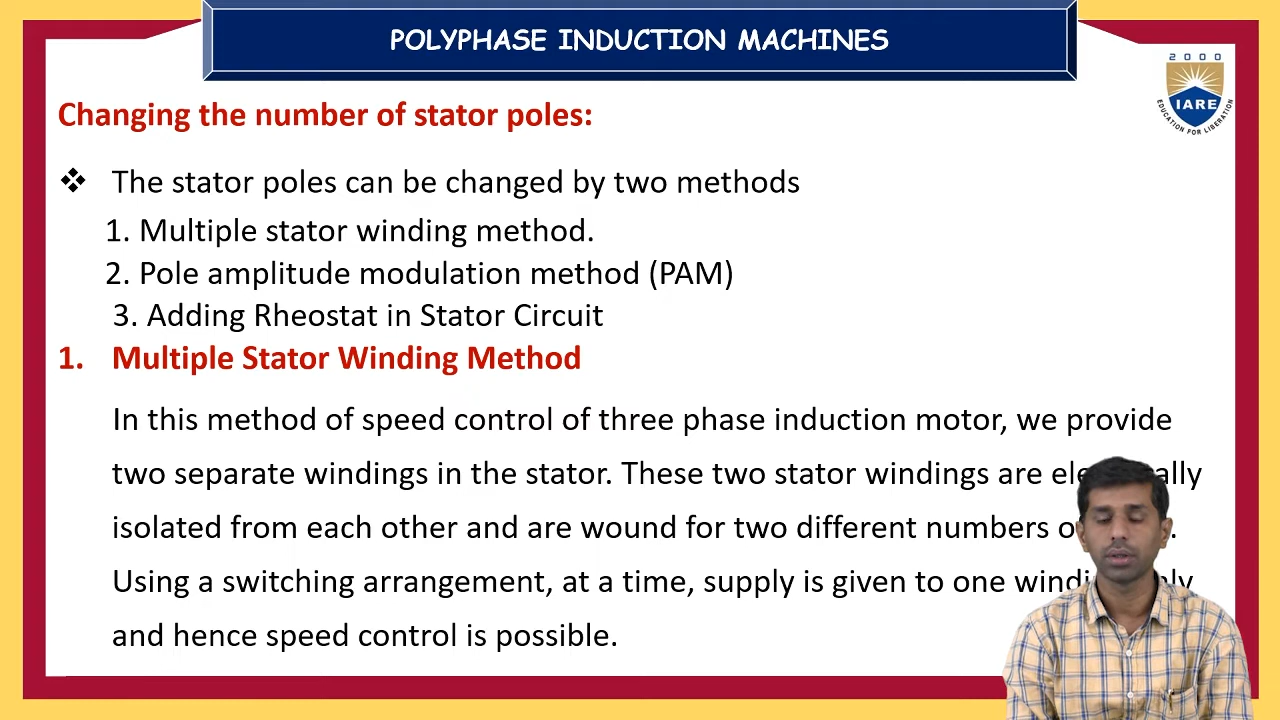 POLYPHASE INDUCTION MACHINES
2000
IARE
EDUCATION FOR LIBERATION
Changing the number of stator poles:
❖ The stator poles can be changed by two methods
1. Multiple stator winding method.
2. Pole amplitude modulation method (PAM)
3. Adding Rheostat in Stator Circuit
1. Multiple Stator Winding Method
In this method of speed control of three phase induction motor, we provide
two separate windings in the stator. These two stator windings are
isolated from each other and are wound for two different numbers
Using a switching arrangement, at a time, supply is given to one
and hence speed control is possible.